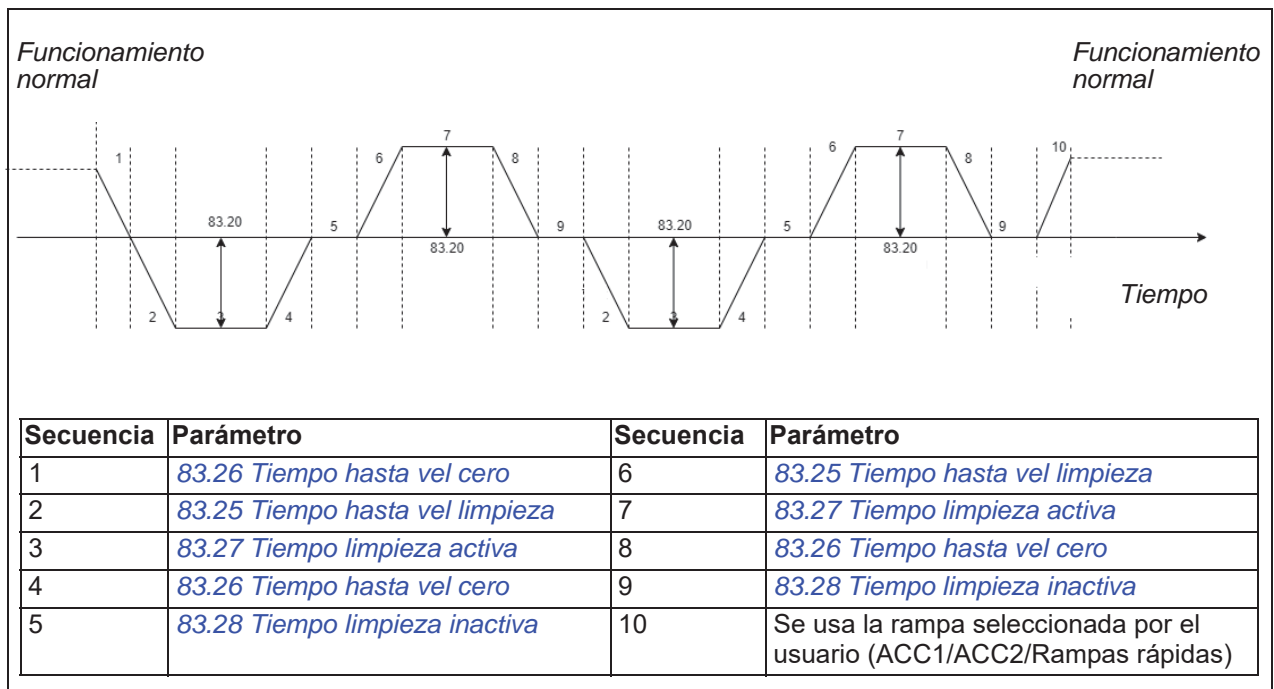 Funcionamiento
normal
Funcionamiento
normal
7
7
1
6
8
6
8
10
83.20
5
9
83.20
5
9
83.20
83.20
Tiempo
2
3
4
2
3
4
Secuencia Parámetro Secuencia Parámetro
1 83.26 Tiempo hasta vel cero 6 83.25 Tiempo hasta vel limpieza
2 83.25 Tiempo hasta vel limpieza 7 83.27 Tiempo limpieza activa
3 83.27 Tiempo limpieza activa 8 83.26 Tiempo hasta vel cero
4 83.26 Tiempo hasta vel cero 9 83.28 Tiempo limpieza inactiva
5 83.28 Tiempo limpieza inactiva 10 Se usa la rampa seleccionada por el
usuario (ACC1/ACC2/Rampas rápidas)